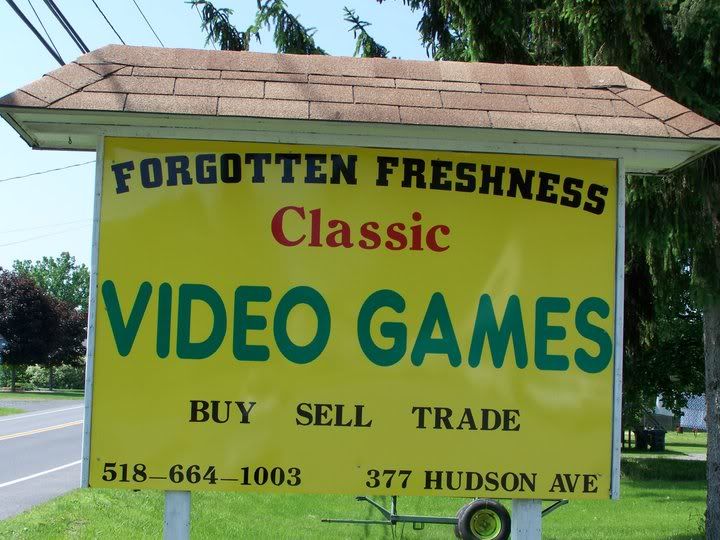 FORGOTTEN FRESHNESS
Classic
VIDEO GAMES
BUY SELL TRADE
518-664-1003 377 HUDSON AVE